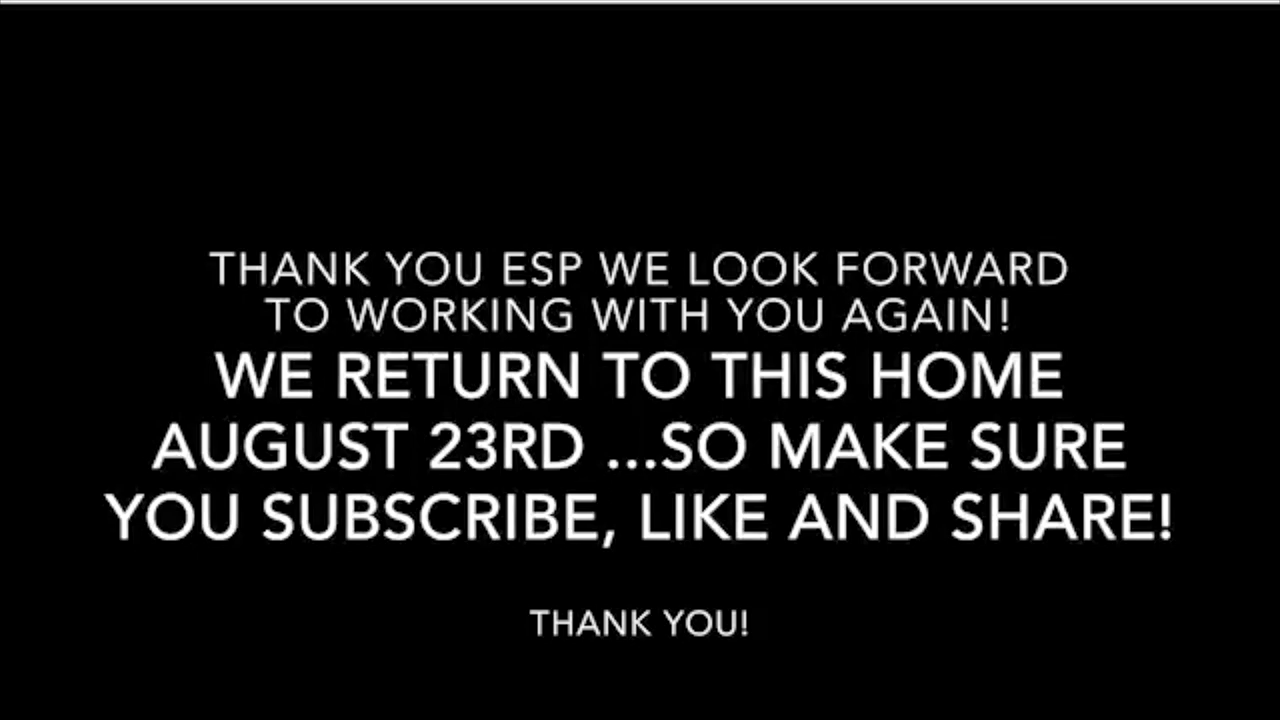 THANK YOU ESP WE LOOK FORWARD
TO WORKING WITH YOU AGAIN!
WE RETURN TO THIS HOME
AUGUST 23RD ...SO MAKE SURE
YOU SUBSCRIBE, LIKE AND SHARE!
THANK YOU!